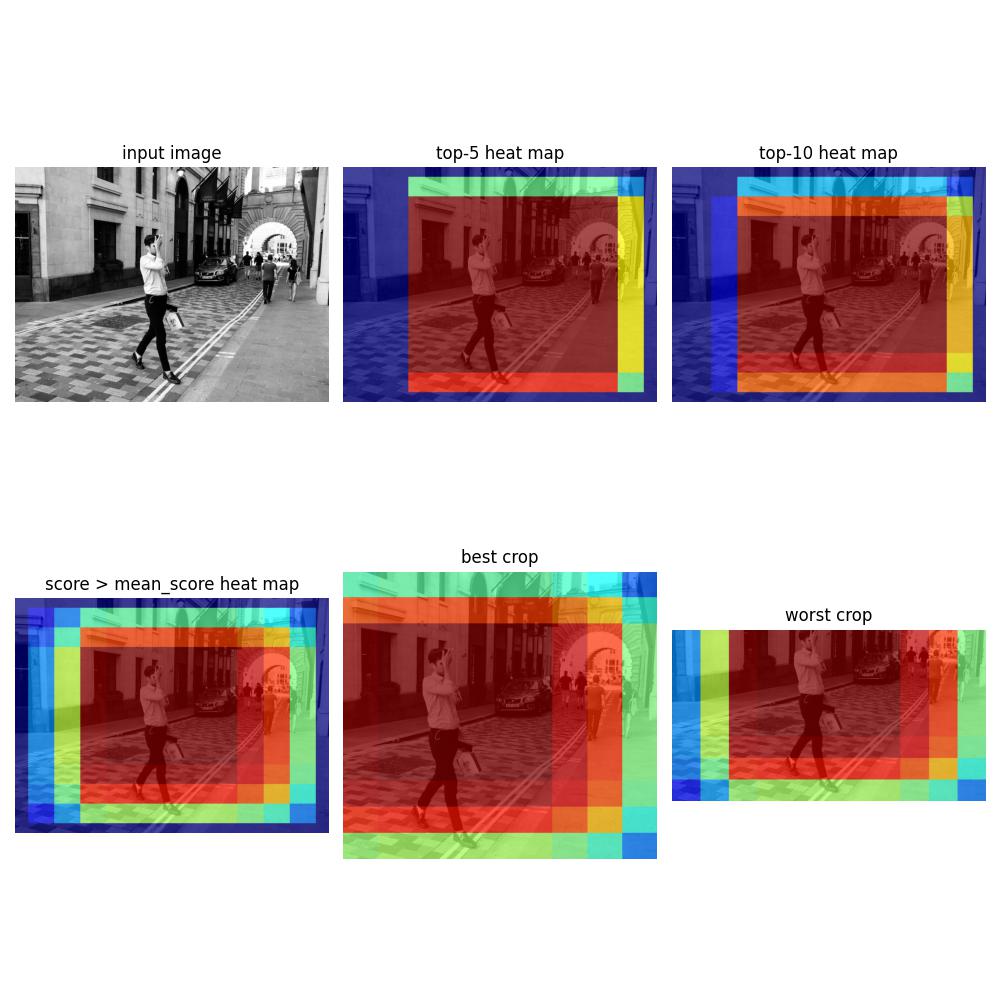 input image
top-5 heat map
top-10 heat map
score > mean_score heat map
best crop
worst crop